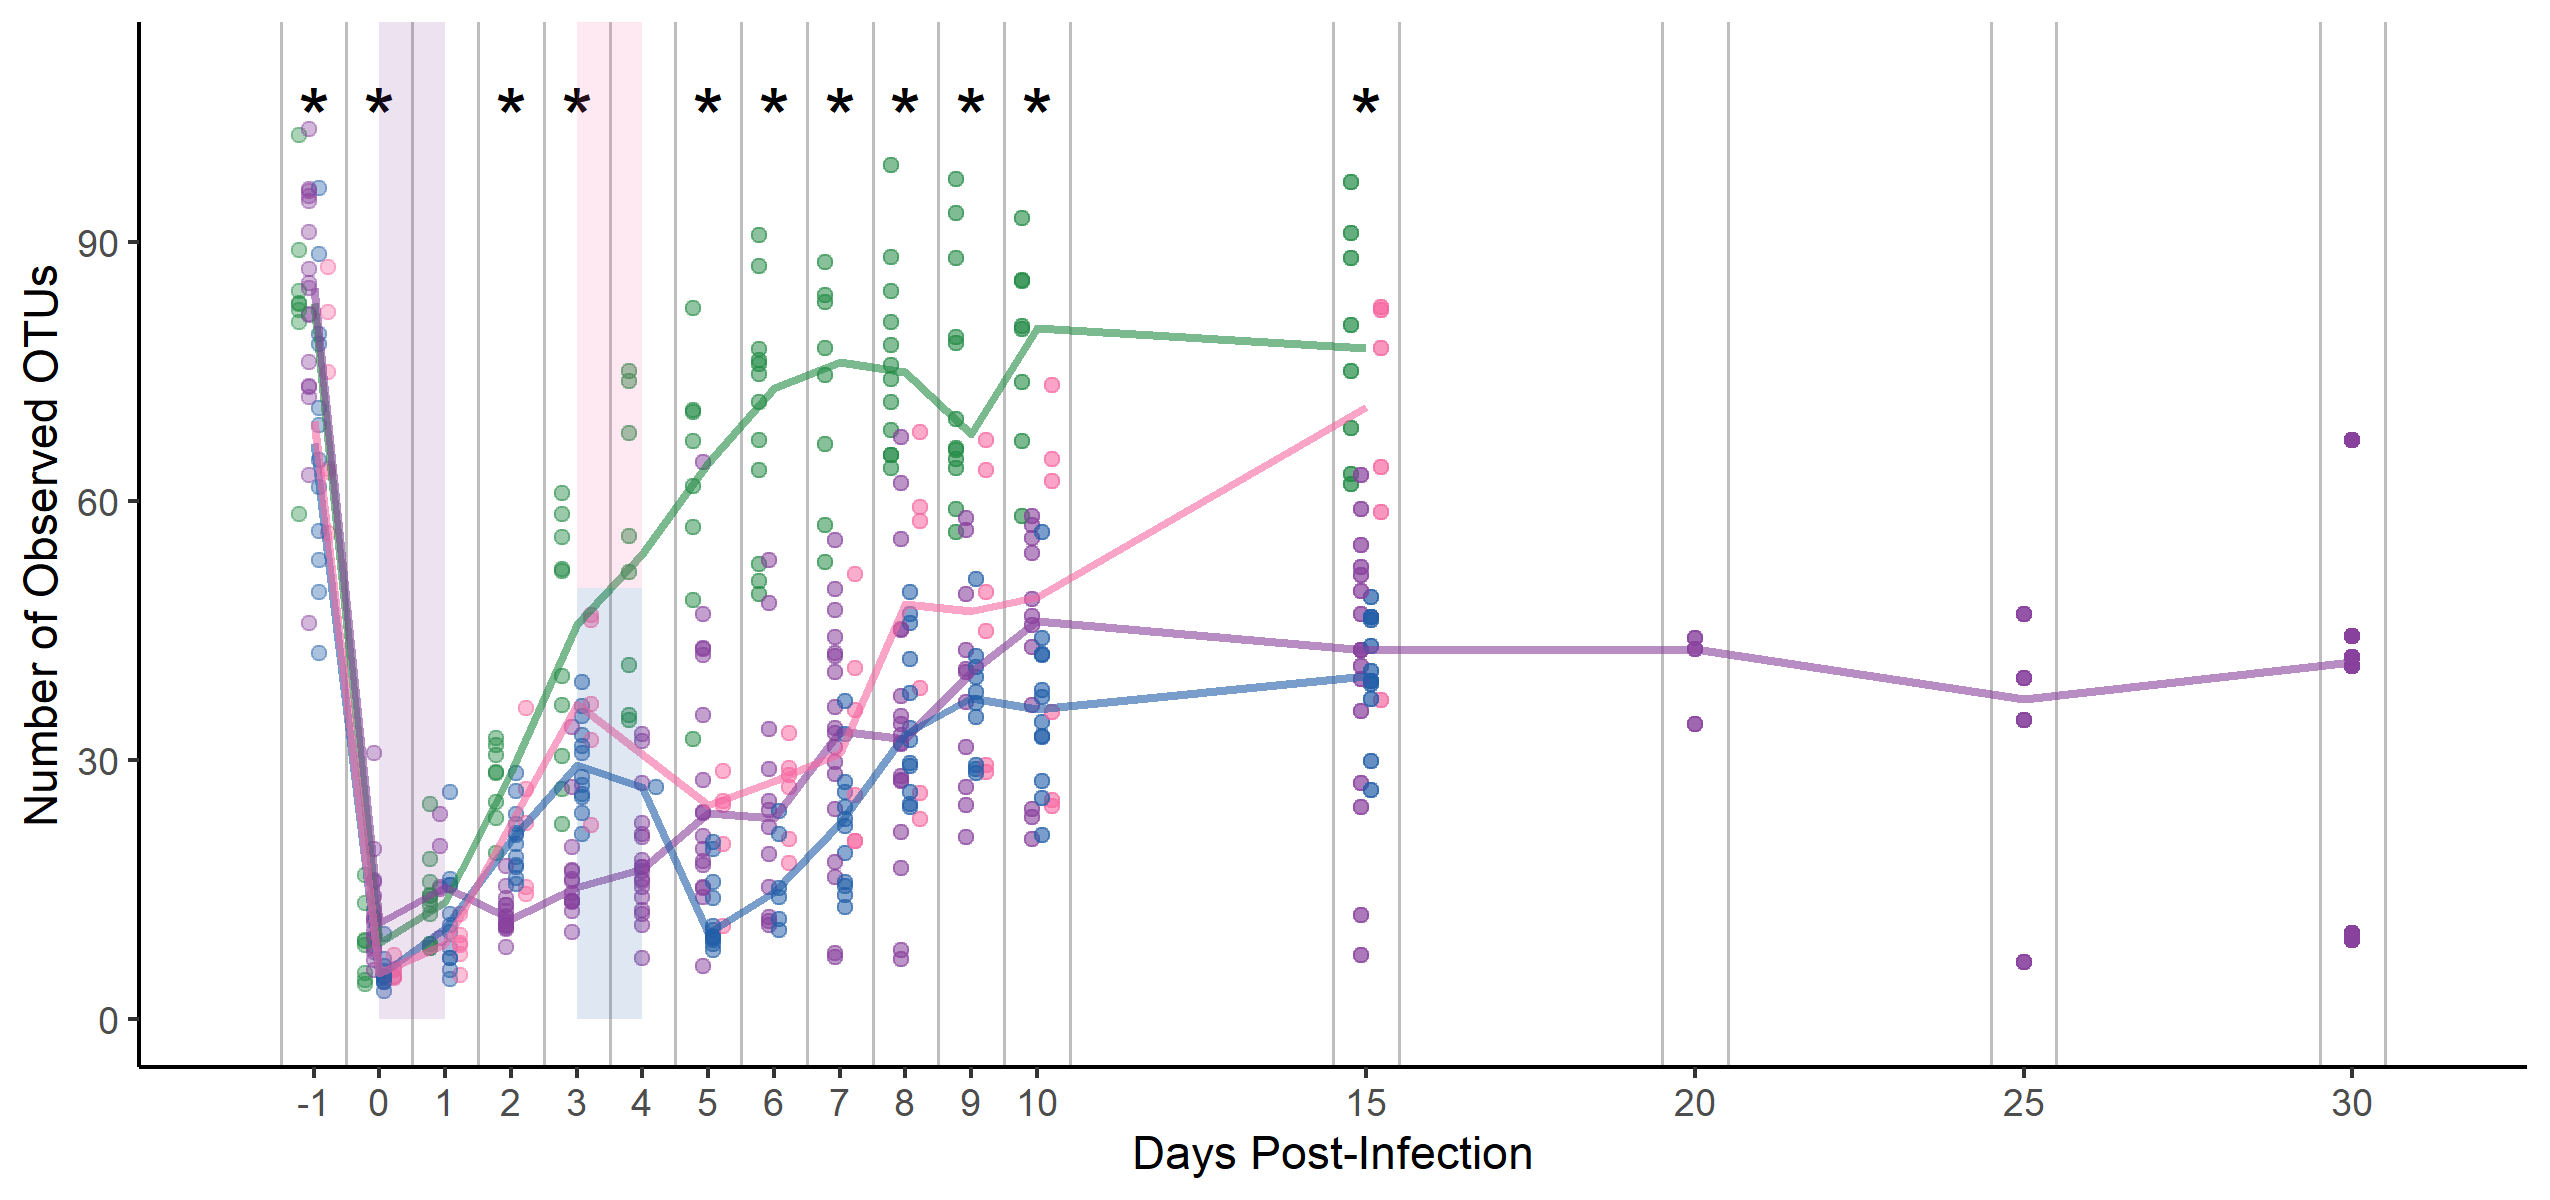 * * * * * * * * * * *
Number of Observed OTUs
90
60
30
0
-1 0 1 2 3 4 5 6 7 8 9 10 15 20 25 30
Days Post-Infection